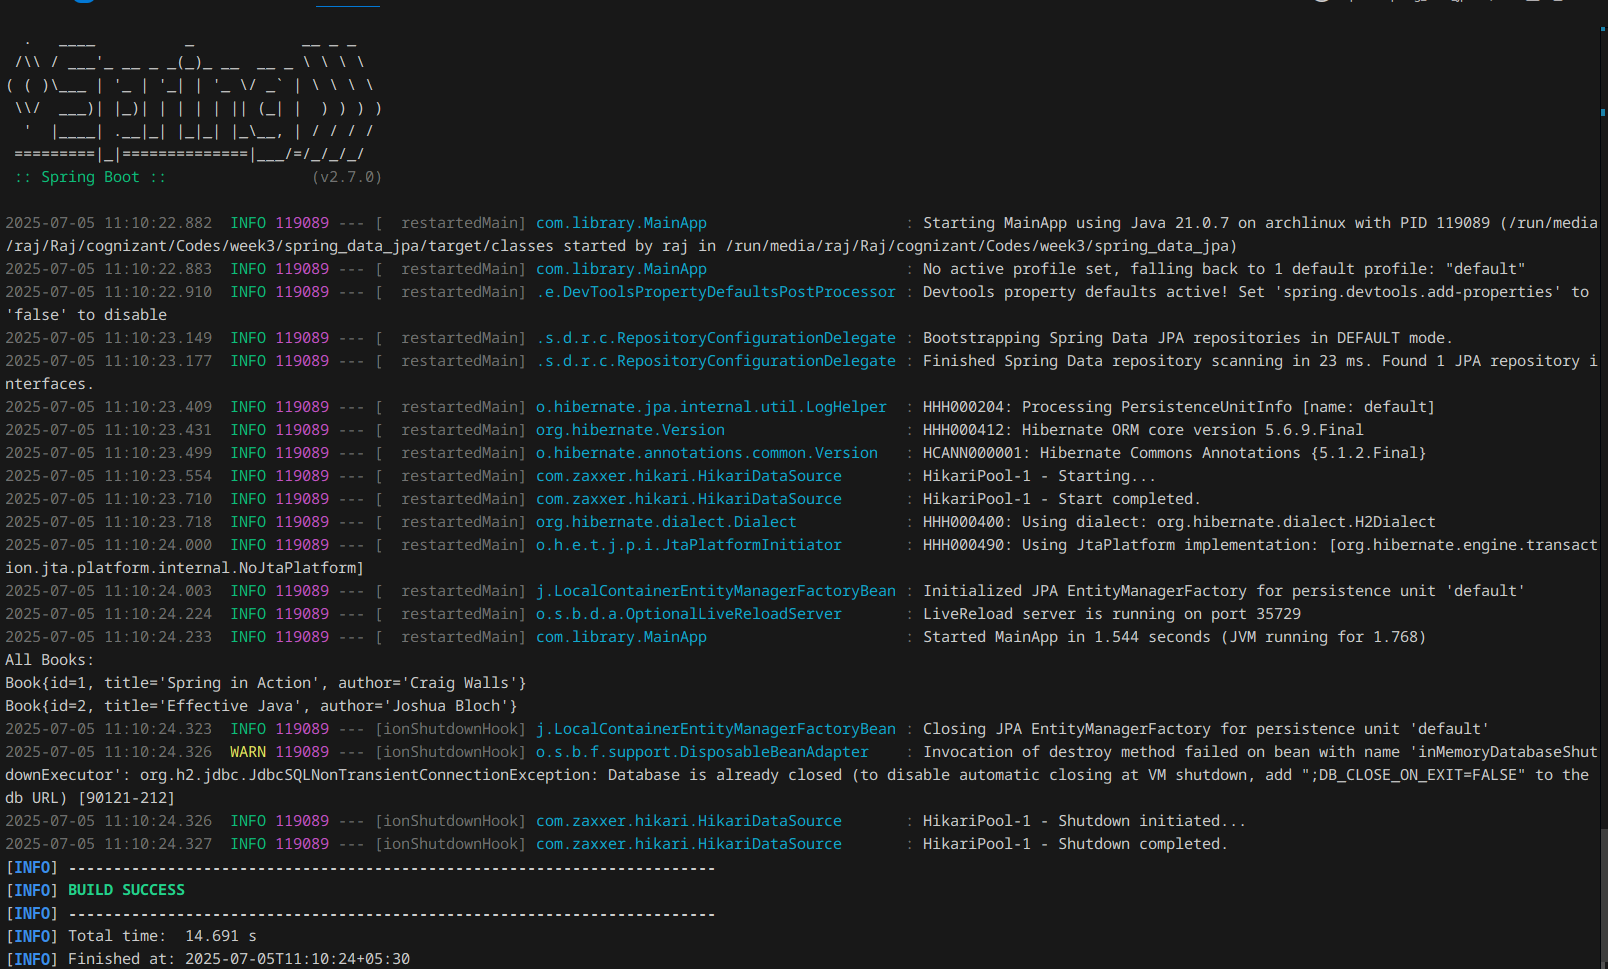 .   ____          _            __ _ _
 /\\ / ___'_ __ _ _(_)_ __  __ _ \ \ \ \
( ( )\___ | '_ | '_| | '_ \/ _` | \ \ \ \
 \\/  ___)| |_)| | | | | || (_| |  ) ) ) )
  '  |____| .__|_| |_|_| |_\__, | / / / /
 =========|_|==============|___/=/_/_/_/
 :: Spring Boot ::                (v2.7.0)
2025-07-05 11:10:22.882  INFO 119089 --- [  restartedMain] com.library.MainApp                      : Starting MainApp using Java 21.0.7 on archlinux with PID 119089 (/run/media
/raj/Raj/cognizant/Codes/week3/spring_data_jpa/target/classes started by raj in /run/media/raj/Raj/cognizant/Codes/week3/spring_data_jpa)
2025-07-05 11:10:22.883  INFO 119089 --- [  restartedMain] com.library.MainApp                      : No active profile set, falling back to 1 default profile: "default"
2025-07-05 11:10:22.910  INFO 119089 --- [  restartedMain] .e.DevToolsPropertyDefaultsPostProcessor : Devtools property defaults active! Set 'spring.devtools.add-properties' to
'false' to disable
2025-07-05 11:10:23.149  INFO 119089 --- [  restartedMain] .s.d.r.c.RepositoryConfigurationDelegate : Bootstrapping Spring Data JPA repositories in DEFAULT mode.
2025-07-05 11:10:23.177  INFO 119089 --- [  restartedMain] .s.d.r.c.RepositoryConfigurationDelegate : Finished Spring Data repository scanning in 23 ms. Found 1 JPA repository i
nterfaces.
2025-07-05 11:10:23.409  INFO 119089 --- [  restartedMain] o.hibernate.jpa.internal.util.LogHelper  : HHH000204: Processing PersistenceUnitInfo [name: default]
2025-07-05 11:10:23.431  INFO 119089 --- [  restartedMain] org.hibernate.Version                    : HHH000412: Hibernate ORM core version 5.6.9.Final
2025-07-05 11:10:23.499  INFO 119089 --- [  restartedMain] o.hibernate.annotations.common.Version   : HCANN000001: Hibernate Commons Annotations {5.1.2.Final}
2025-07-05 11:10:23.554  INFO 119089 --- [  restartedMain] com.zaxxer.hikari.HikariDataSource       : HikariPool-1 - Starting...
2025-07-05 11:10:23.710  INFO 119089 --- [  restartedMain] com.zaxxer.hikari.HikariDataSource       : HikariPool-1 - Start completed.
2025-07-05 11:10:23.718  INFO 119089 --- [  restartedMain] org.hibernate.dialect.Dialect            : HHH000400: Using dialect: org.hibernate.dialect.H2Dialect
2025-07-05 11:10:24.000  INFO 119089 --- [  restartedMain] o.h.e.t.j.p.i.JtaPlatformInitiator       : HHH000490: Using JtaPlatform implementation: [org.hibernate.engine.transact
ion.jta.platform.internal.NoJtaPlatform]
2025-07-05 11:10:24.003  INFO 119089 --- [  restartedMain] j.LocalContainerEntityManagerFactoryBean : Initialized JPA EntityManagerFactory for persistence unit 'default'
2025-07-05 11:10:24.224  INFO 119089 --- [  restartedMain] o.s.b.d.a.OptionalLiveReloadServer       : LiveReload server is running on port 35729
2025-07-05 11:10:24.233  INFO 119089 --- [  restartedMain] com.library.MainApp                      : Started MainApp in 1.544 seconds (JVM running for 1.768)
All Books:
Book{id=1, title='Spring in Action', author='Craig Walls'}
Book{id=2, title='Effective Java', author='Joshua Bloch'}
2025-07-05 11:10:24.323  INFO 119089 --- [ionShutdownHook] j.LocalContainerEntityManagerFactoryBean : Closing JPA EntityManagerFactory for persistence unit 'default'
2025-07-05 11:10:24.326  WARN 119089 --- [ionShutdownHook] o.s.b.f.support.DisposableBeanAdapter    : Invocation of destroy method failed on bean with name 'inMemoryDatabaseShut
downExecutor': org.h2.jdbc.JdbcSQLNonTransientConnectionException: Database is already closed (to disable automatic closing at VM shutdown, add ";DB_CLOSE_ON_EXIT=FALSE" to the
db URL) [90121-212]
2025-07-05 11:10:24.326  INFO 119089 --- [ionShutdownHook] com.zaxxer.hikari.HikariDataSource       : HikariPool-1 - Shutdown initiated...
2025-07-05 11:10:24.327  INFO 119089 --- [ionShutdownHook] com.zaxxer.hikari.HikariDataSource       : HikariPool-1 - Shutdown completed.
[INFO] ------------------------------------------------------------------------
[INFO] BUILD SUCCESS
[INFO] ------------------------------------------------------------------------
[INFO] Total time:  14.691 s
[INFO] Finished at: 2025-07-05T11:10:24+05:30